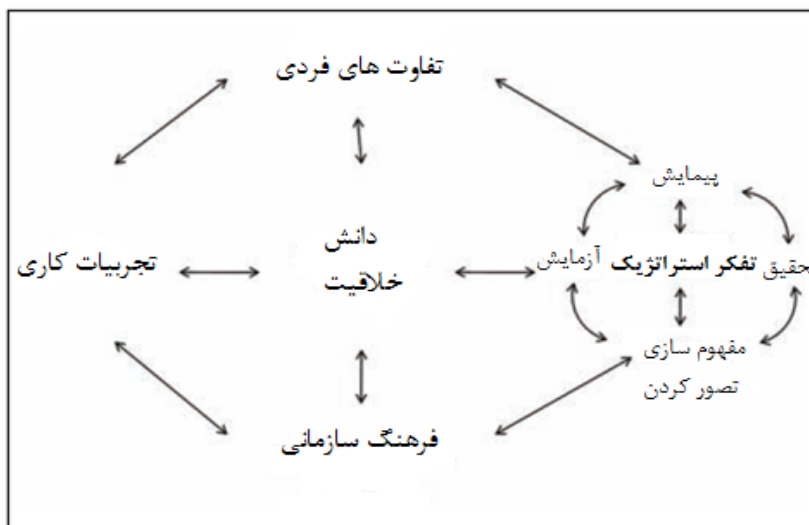 تفاوت های فردی
پیمایش
دانش
خلاقیت
تجربیات کاری
آزمایش
تفکر استراتژیک
تحقیق
مفهوم سازی
تصور کردن
فرهنگ سازمانی